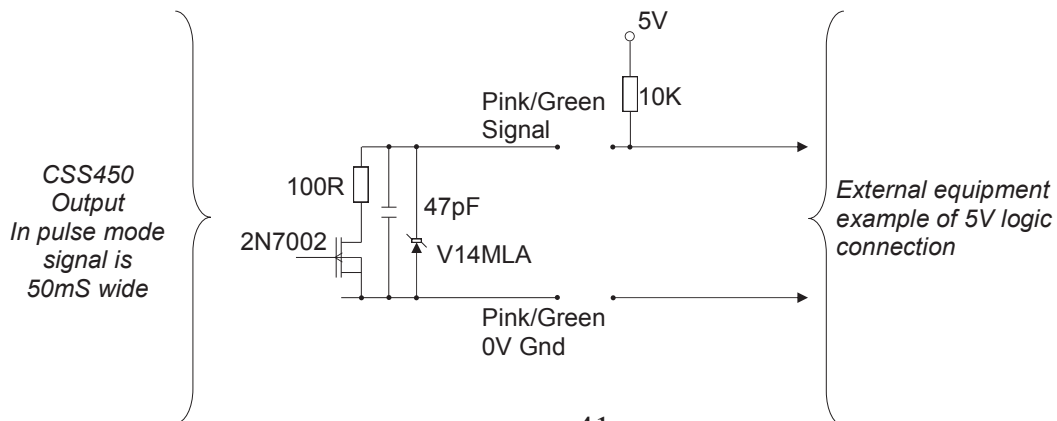 5V
10K
Pink/Green
Signal
CSS450
Output
In pulse mode
signal is
50mS wide
100R
47pF
2N7002
V14MLA
External equipment
example of 5V logic
connection
Pink/Green
0V Gnd